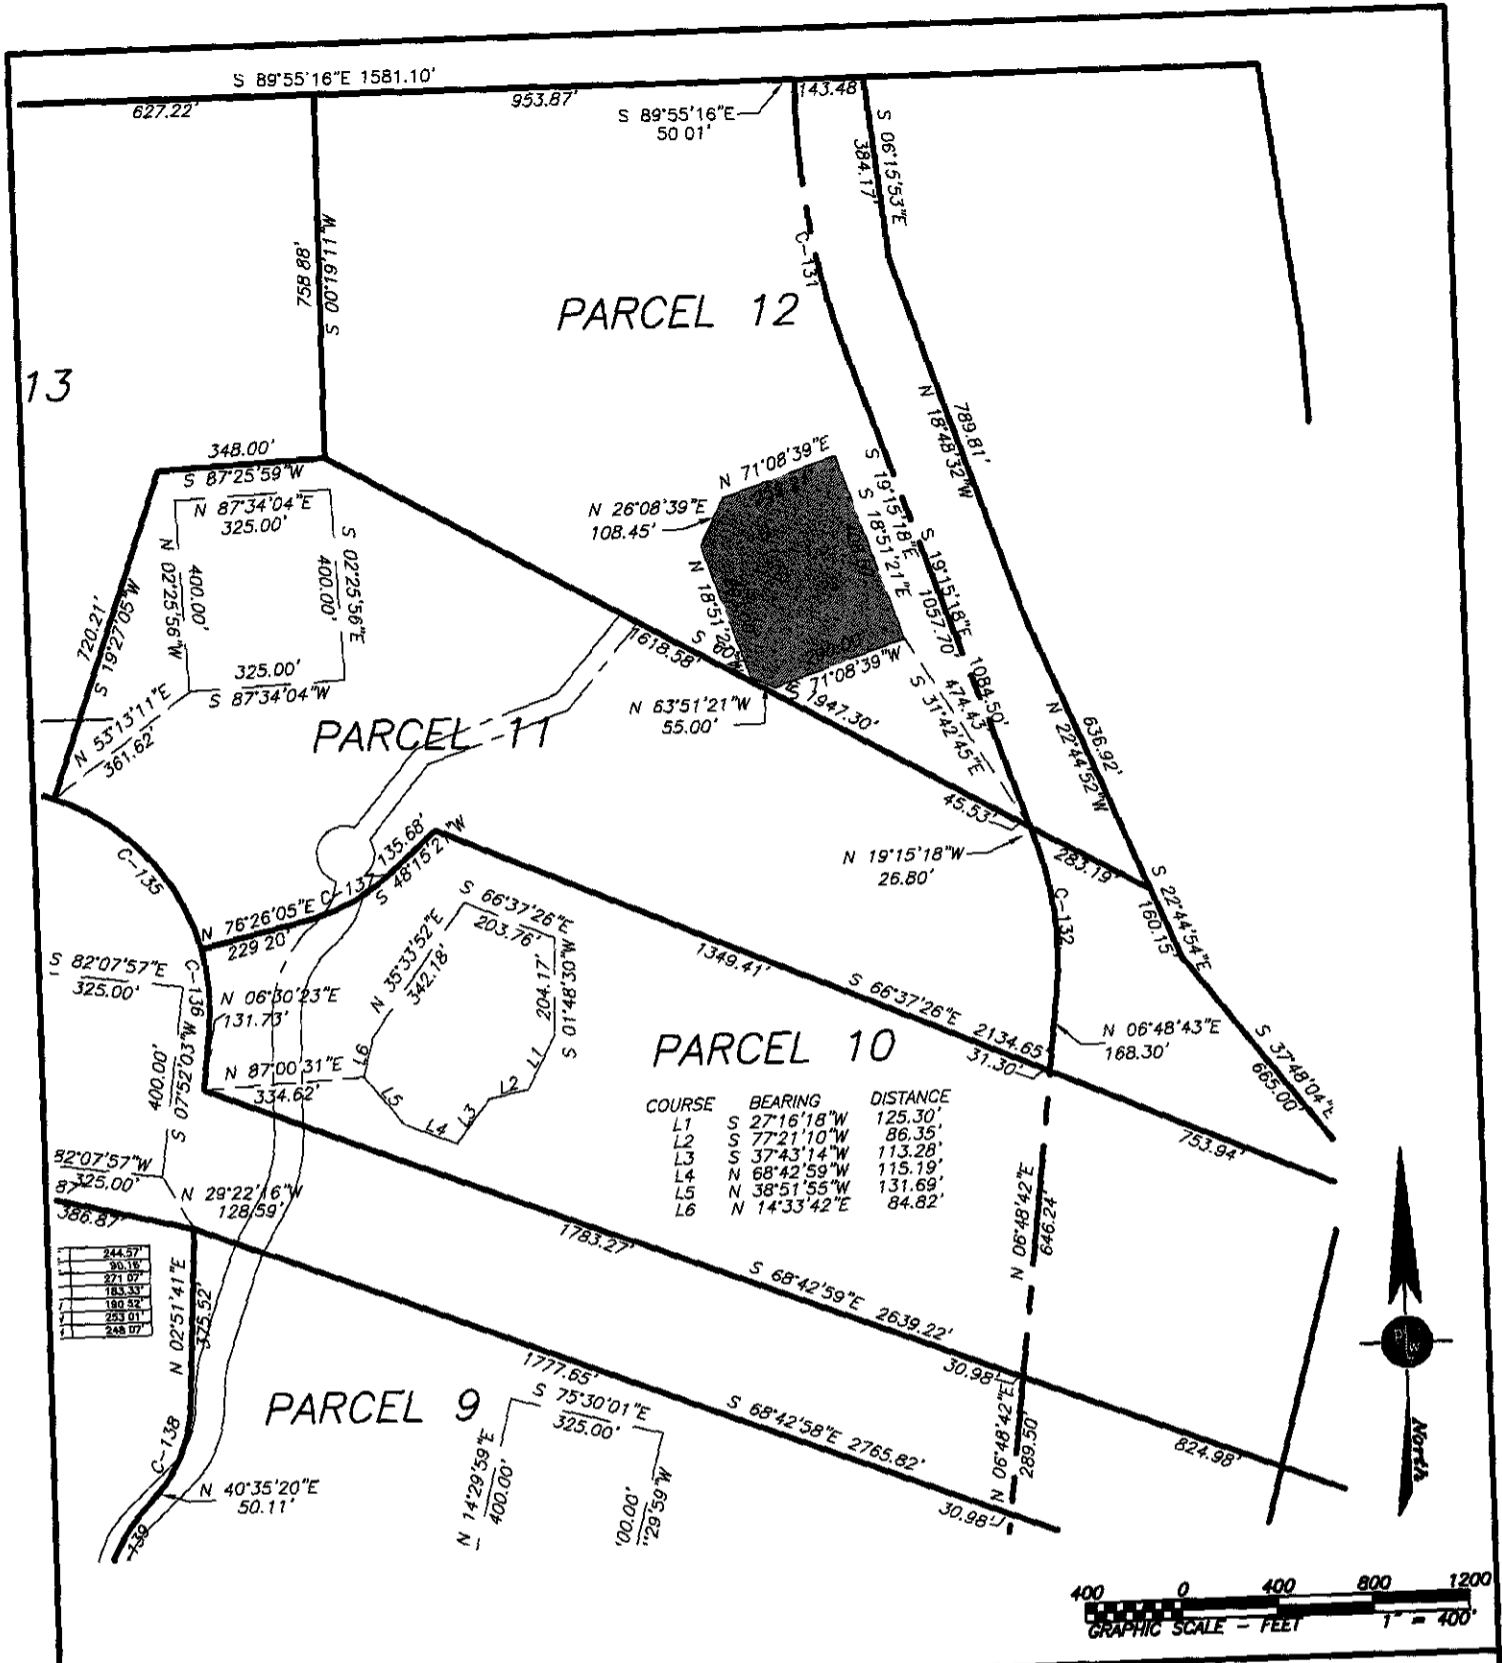 S 89°55'16"E 1581.10'
627.22'
953.87'
S 89°55'16"E
50 01'
143.48'
S 06°15'53"E
384.17'
758 88'
S 00°19'11"W
C-131
PARCEL 12
13
789.81'
N 18°48'32"W
348.00'
S 87°25'59"W
N 87°34'04"E
325.00'
N 71°08'39"E
N 26°08'39"E
108.45'
S 19°15'18"E
S 18°51'21"E
N 02°25'56"W
400.00'
400.00'
S 02°25'56"E
720.21'
S 19°27'05"W
325.00'
S 87°34'04"W
N 18°51'20"W
S 60°
1618.58'
290.00'
S 71°08'39"W
S 19°15'18"E
1057.70'
1084.50'
474.43'
S 31°42'45"E
N 63°51'21"W
55.00'
1947.30'
636.92'
N 22°44'52"W
N 53°13'11"E
361.62'
PARCEL 11
45.53'
N 19°15'18"W
26.80'
283.19'
C-135
135.68'
S 48°15'21"W
C-137
N 76°26'05"E
229 20'
S 66°37'26"E
203.76'
C-132
S 22°44'54"E
160.15'
N 35°33'52"E
342.18'
204.17'
S 01°48'30"W
1349.41'
S 66°37'26"E 2134.65'
31.30'
S 82°07'57"E
325.00'
C-136
N 06°30'23"E
131.73'
PARCEL 10
N 06°48'43"E
168.30'
S 37°48'04"E
665.00'
400.00'
S 07°52'03"W
N 87°00'31"E
334.62'
L6
L5
L4
L3
L2
L1
COURSE BEARING DISTANCE
L1 S 27°16'18"W 125.30'
L2 S 77°21'10"W 86.35'
L3 S 37°43'14"W 113.28'
L4 N 68°42'59"W 115.19'
L5 N 38°51'55"W 131.69'
L6 N 14°33'42"E 84.82'
753.94'
82°07'57"W
325.00'
87"
386.87'
N 29°22'16"W
128.59'
1783.27'
S 68°42'59"E 2639.22'
N 06°48'42"E
646.24'
244.57'
90.16'
271 07'
183.33'
190 52'
253 01'
248 07'
N 02°51'41"E
375.52'
30.98'
1777.65'
PARCEL 9
S 75°30'01"E
325.00'
S 68°42'58"E 2765.82'
N 06°48'42"E
289.50'
824.98'
30.98'
C-138
N 40°35'20"E
50.11'
139
N 14°29'59"E
400.00'
'00.00'
°29'59"W
P W
North
400 0 400 800 1200
GRAPHIC SCALE - FEET 1" = 400'